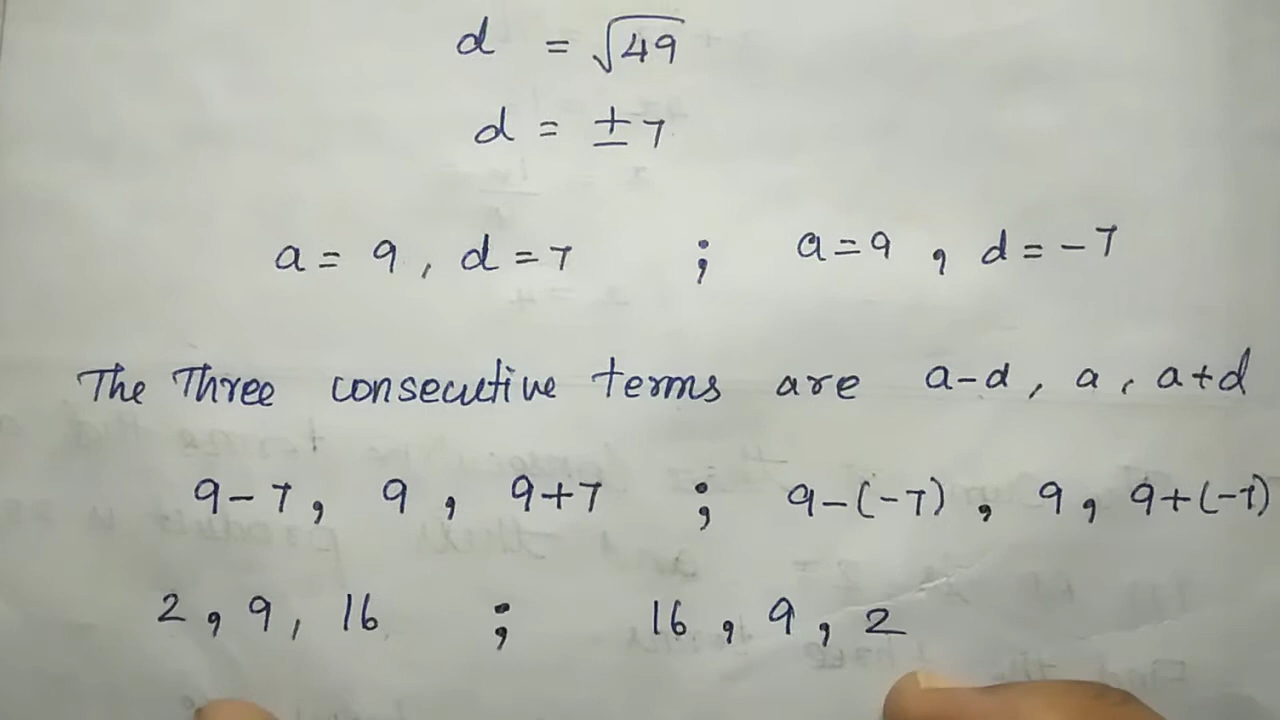 d = √49
d = ±7
a = 9, d = 7 ; a = 9, d = -7
The Three consecutive terms are a-d, a, a+d
9-7, 9, 9+7 ; 9-(-7), 9, 9+(-7)
2, 9, 16 ; 16, 9, 2